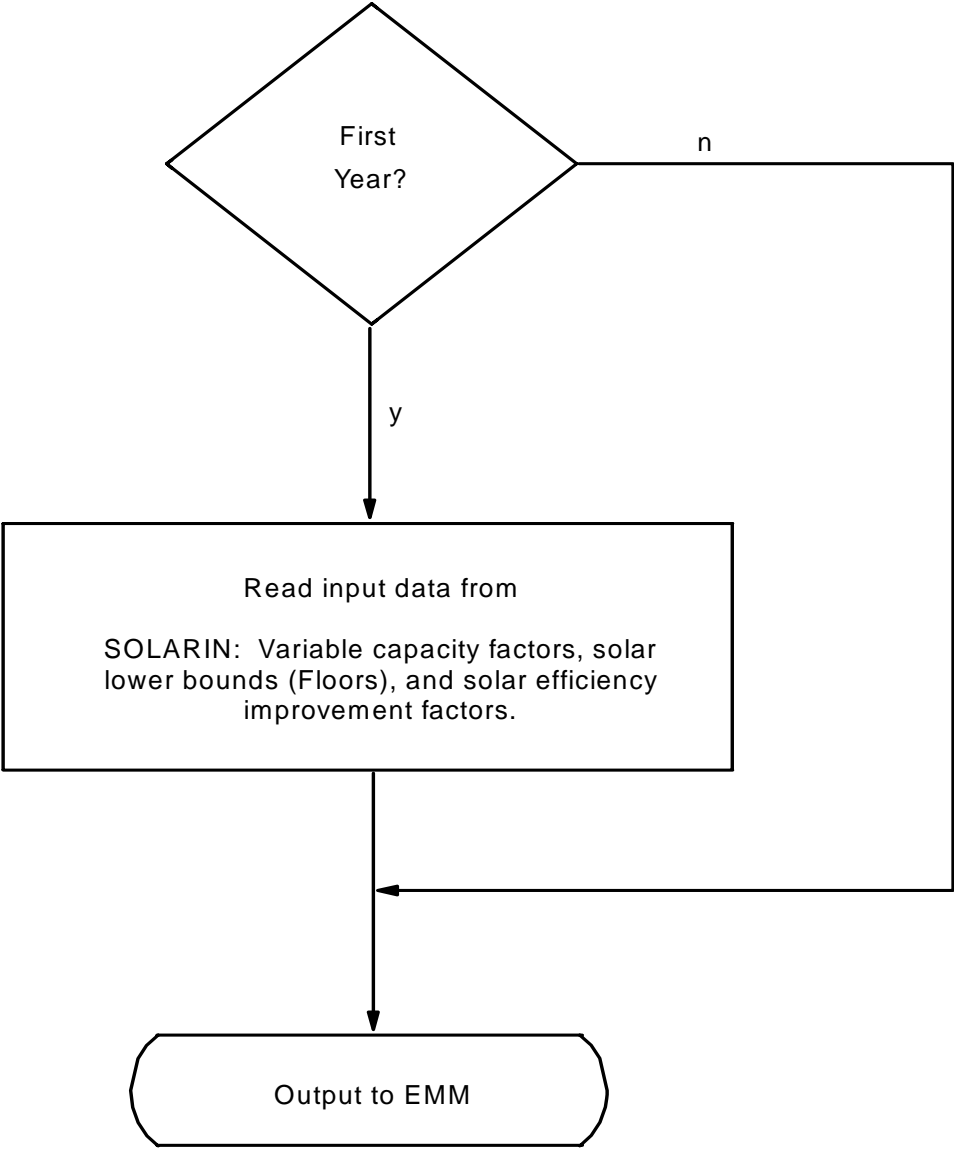 First
Year?
n
y
Read input data from
SOLARIN:  Variable capacity factors, solar
lower bounds (Floors), and solar efficiency
improvement factors.
Output to EMM